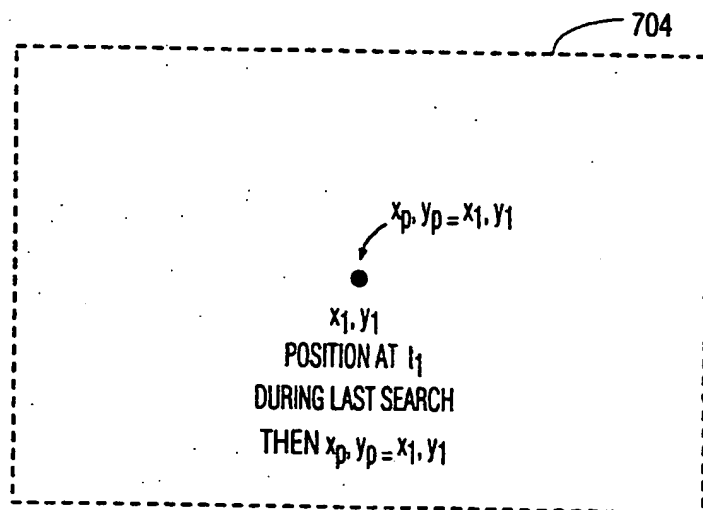 704
xp, yp = x1, y1
x1, y1
POSITION AT t1
DURING LAST SEARCH
THEN xp, yp = x1, y1